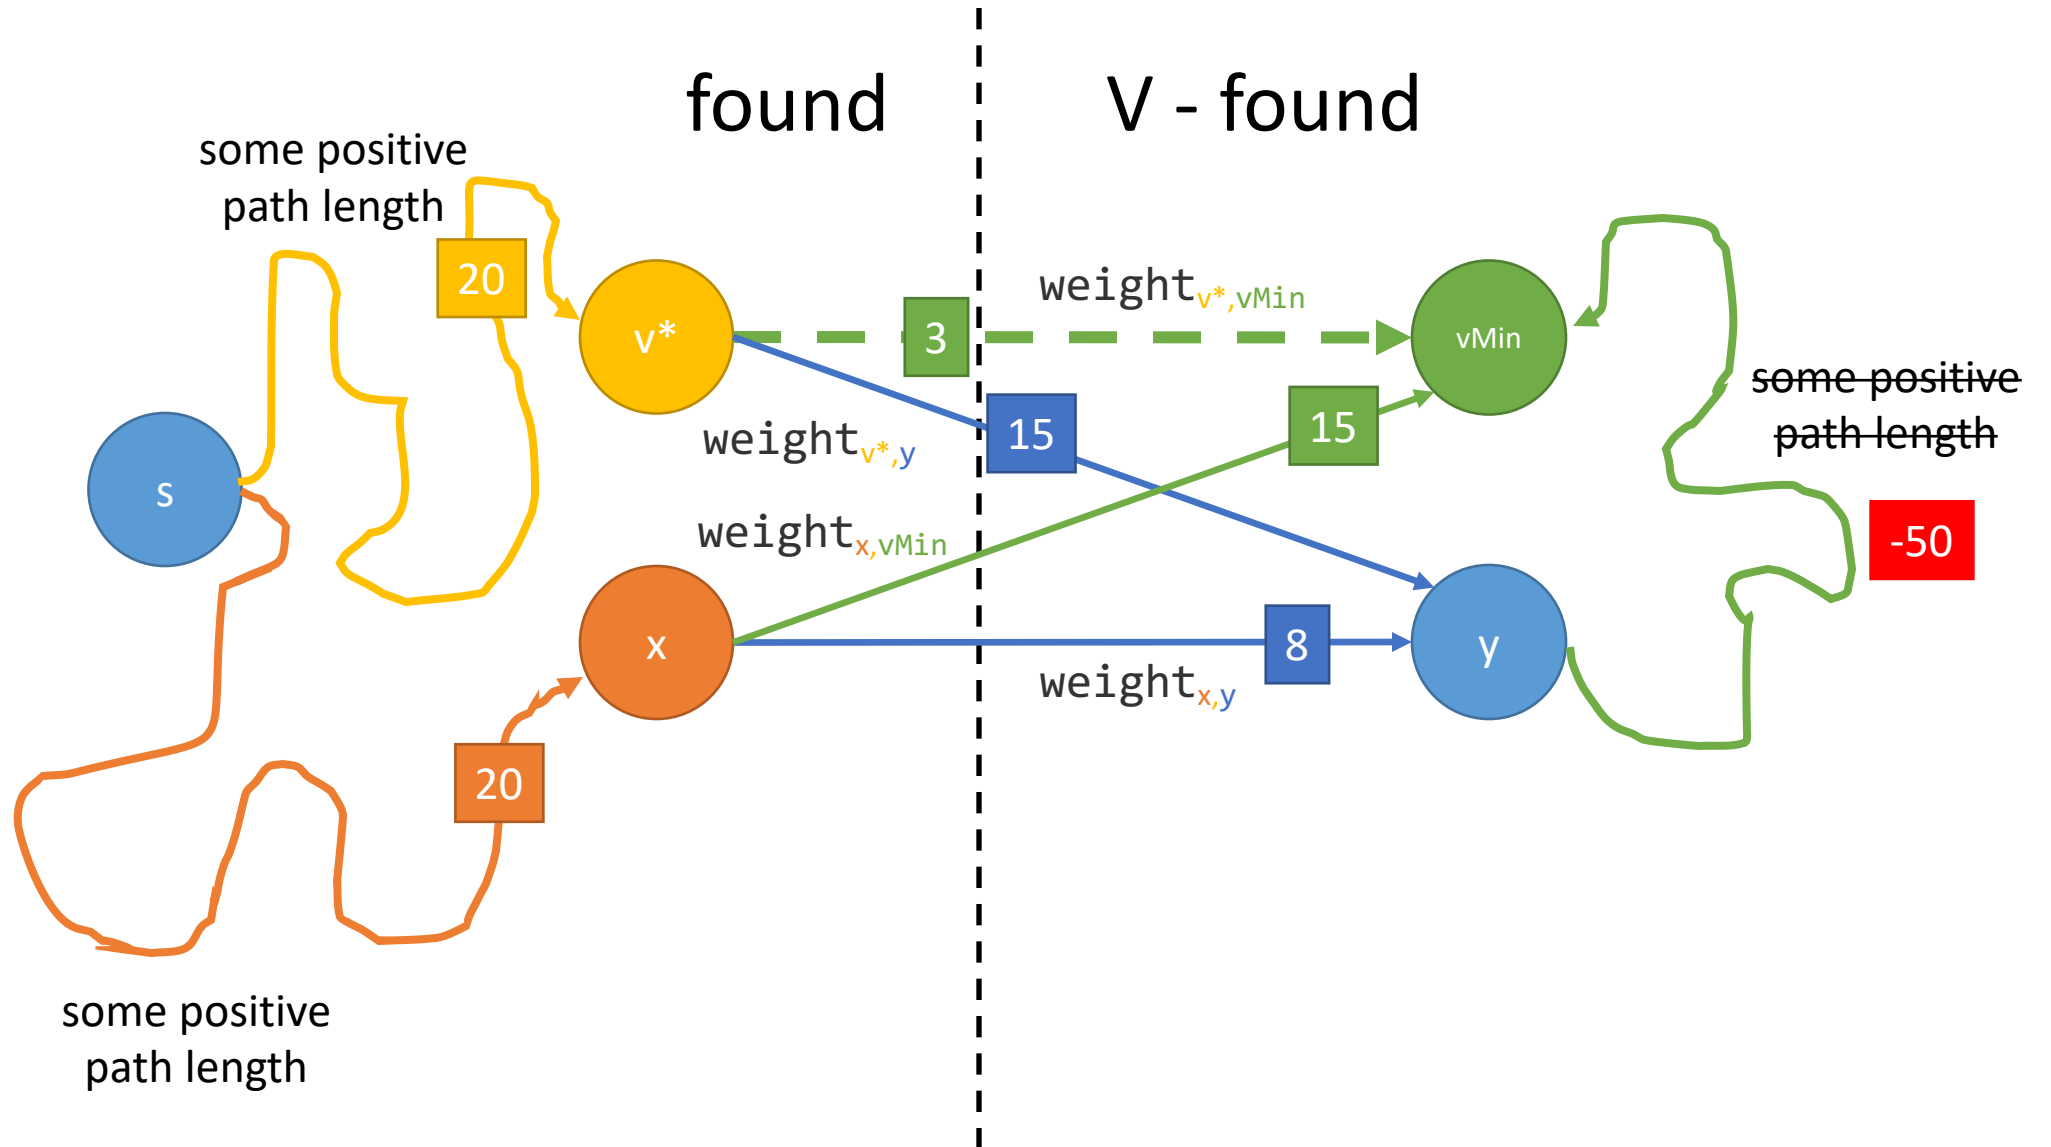 found
V - found
some positive
path length
20
v*
3
weightv*,vMin
vMin
some positive
path length
15
15
weightv*,y
s
weightx,vMin
-50
x
8
y
weightx,y
20
some positive
path length